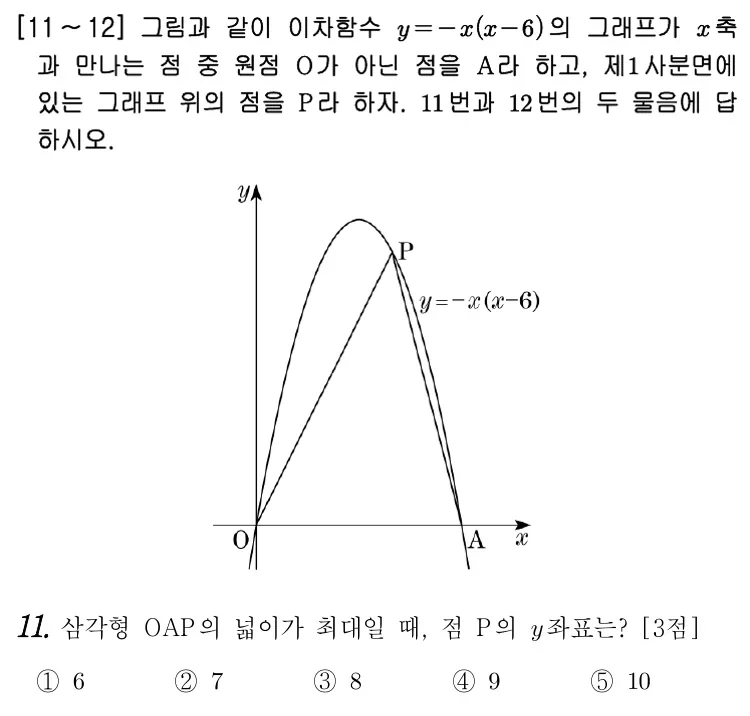 [11~12] 그림과 같이 이차함수 y=-x(x-6)의 그래프가 x축
과 만나는 점 중 원점 O가 아닌 점을 A라 하고, 제1사분면에
있는 그래프 위의 점을 P라 하자. 11번과 12번의 두 물음에 답
하시오.
y
P
y=-x(x-6)
O
A
x
11. 삼각형 OAP의 넓이가 최대일 때, 점 P의 y좌표는? [3점]
① 6 ② 7 ③ 8 ④ 9 ⑤ 10